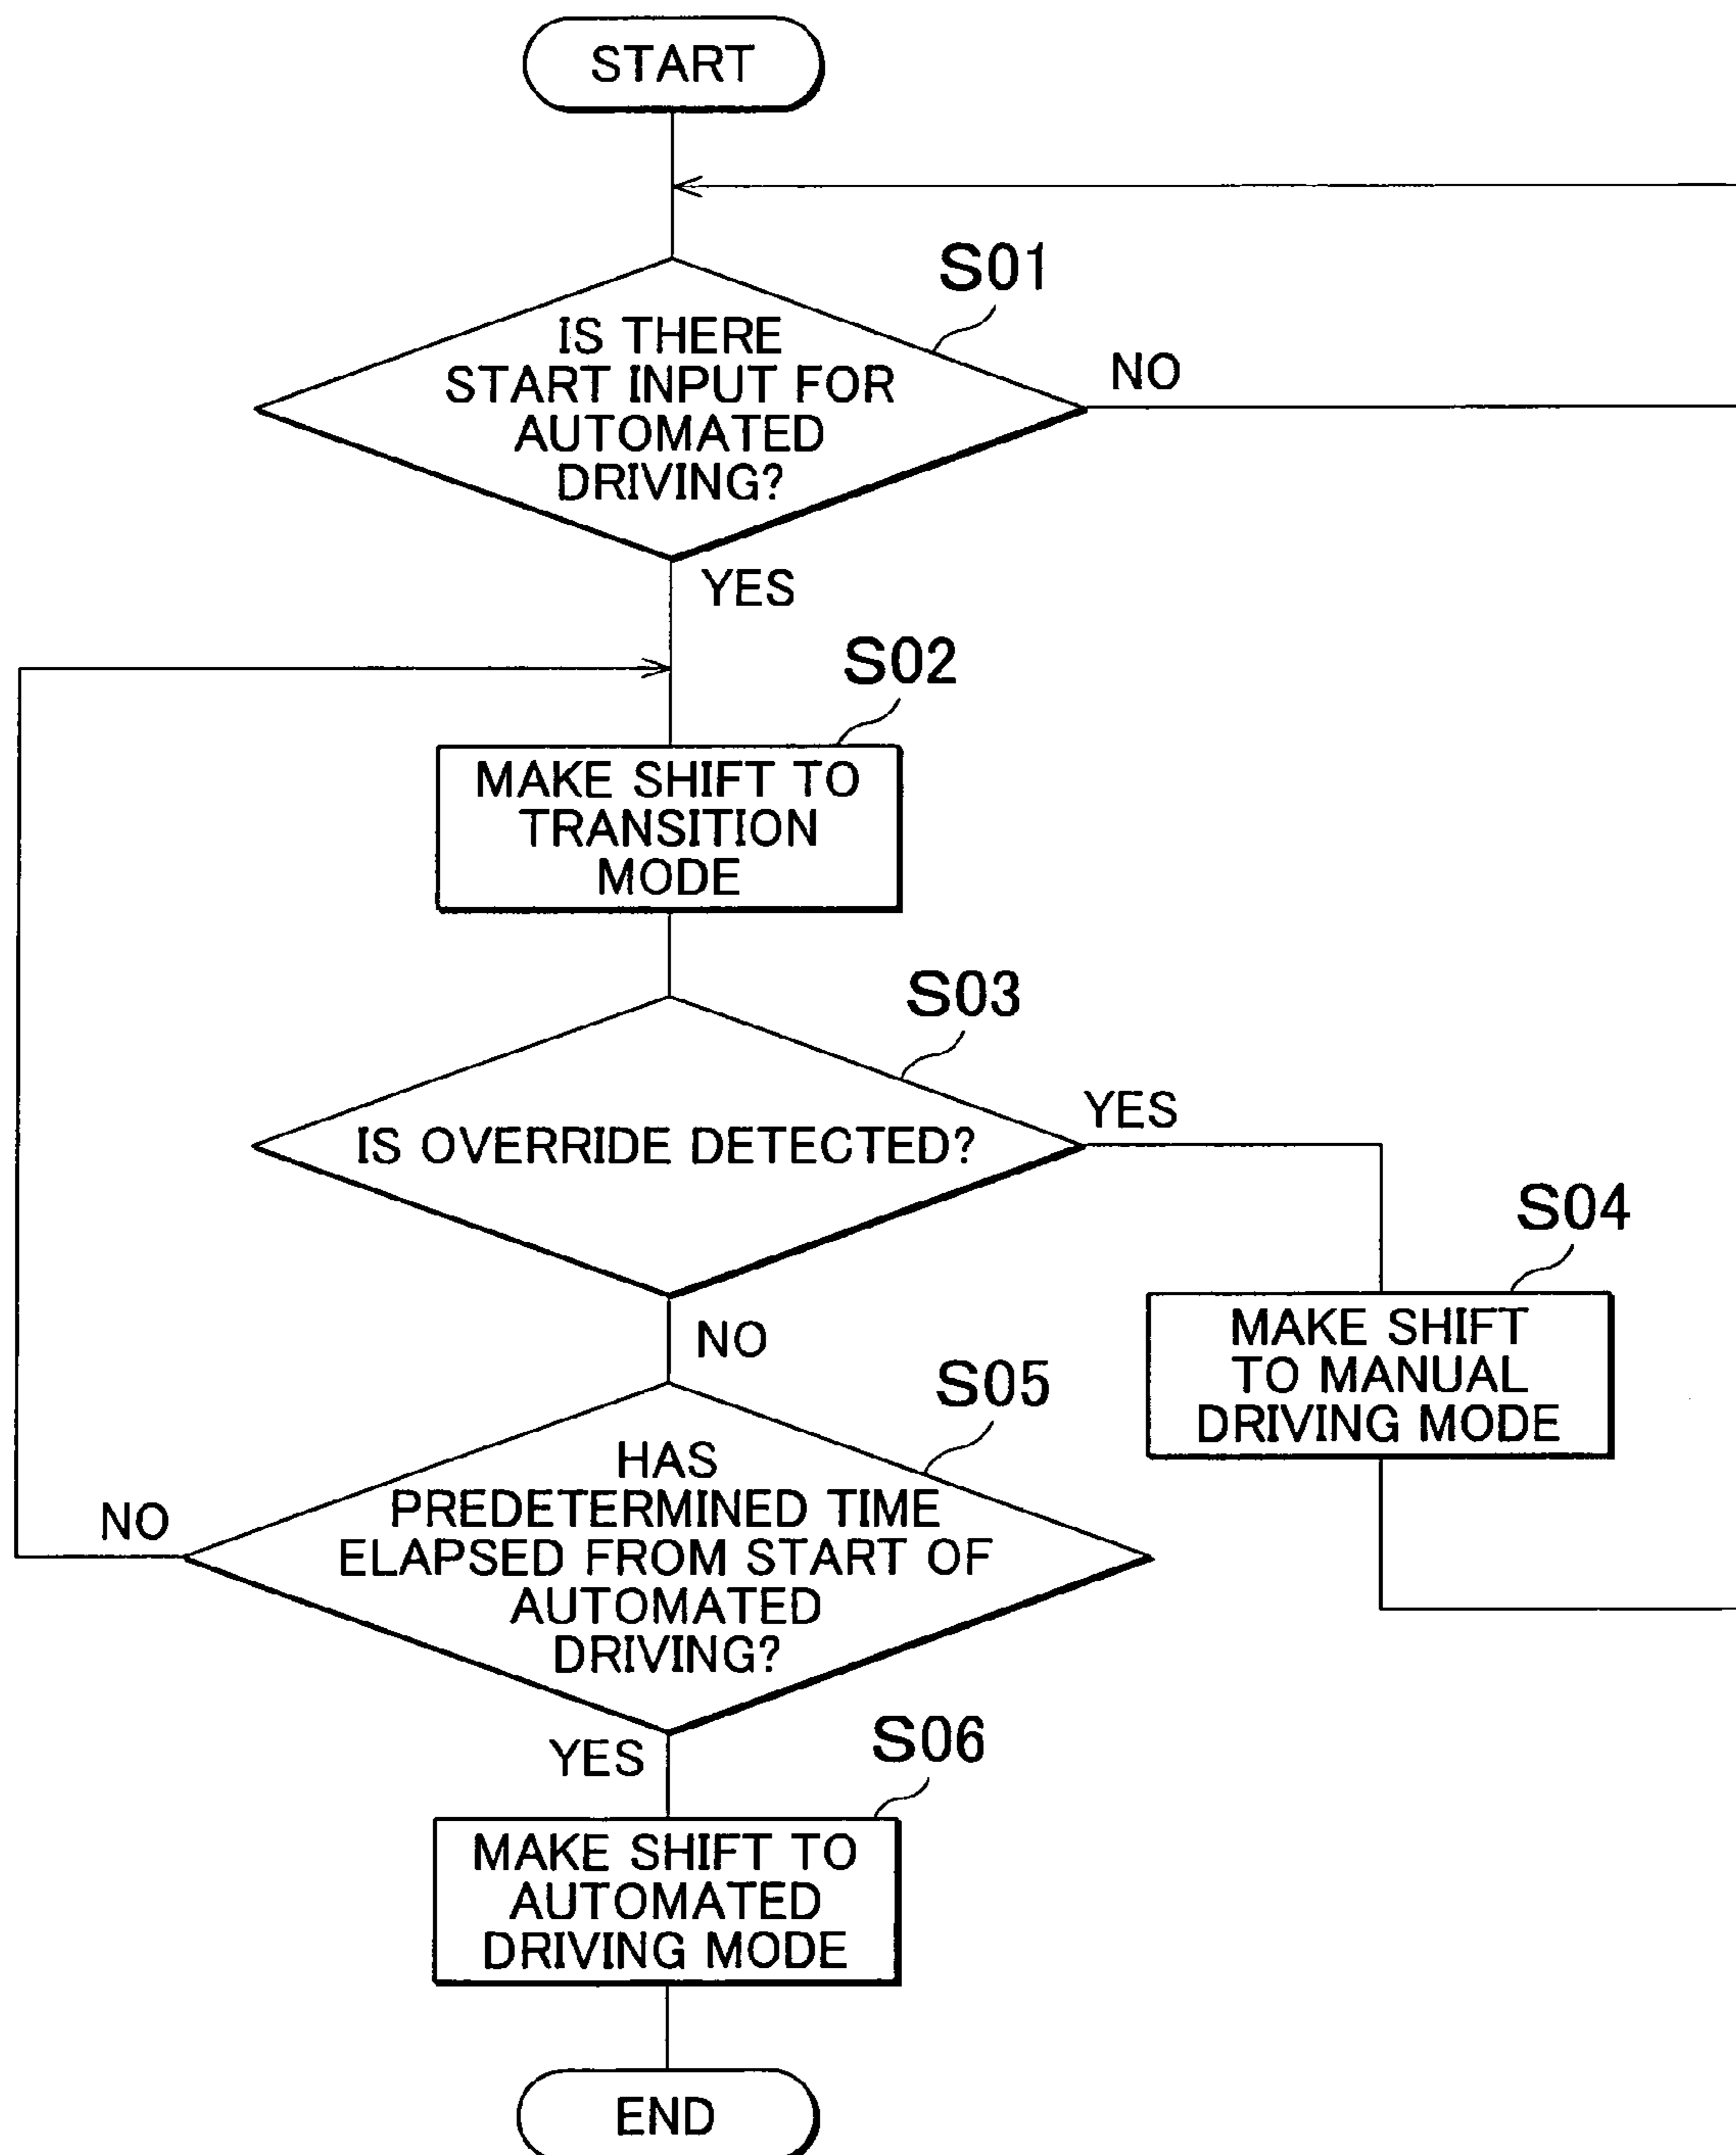 START
S01
IS THERE
START INPUT FOR
AUTOMATED
DRIVING?
NO
YES
S02
MAKE SHIFT TO
TRANSITION
MODE
S03
IS OVERRIDE DETECTED?
YES
S04
MAKE SHIFT
TO MANUAL
DRIVING MODE
NO
S05
HAS
PREDETERMINED TIME
ELAPSED FROM START OF
AUTOMATED
DRIVING?
NO
YES
S06
MAKE SHIFT TO
AUTOMATED
DRIVING MODE
END